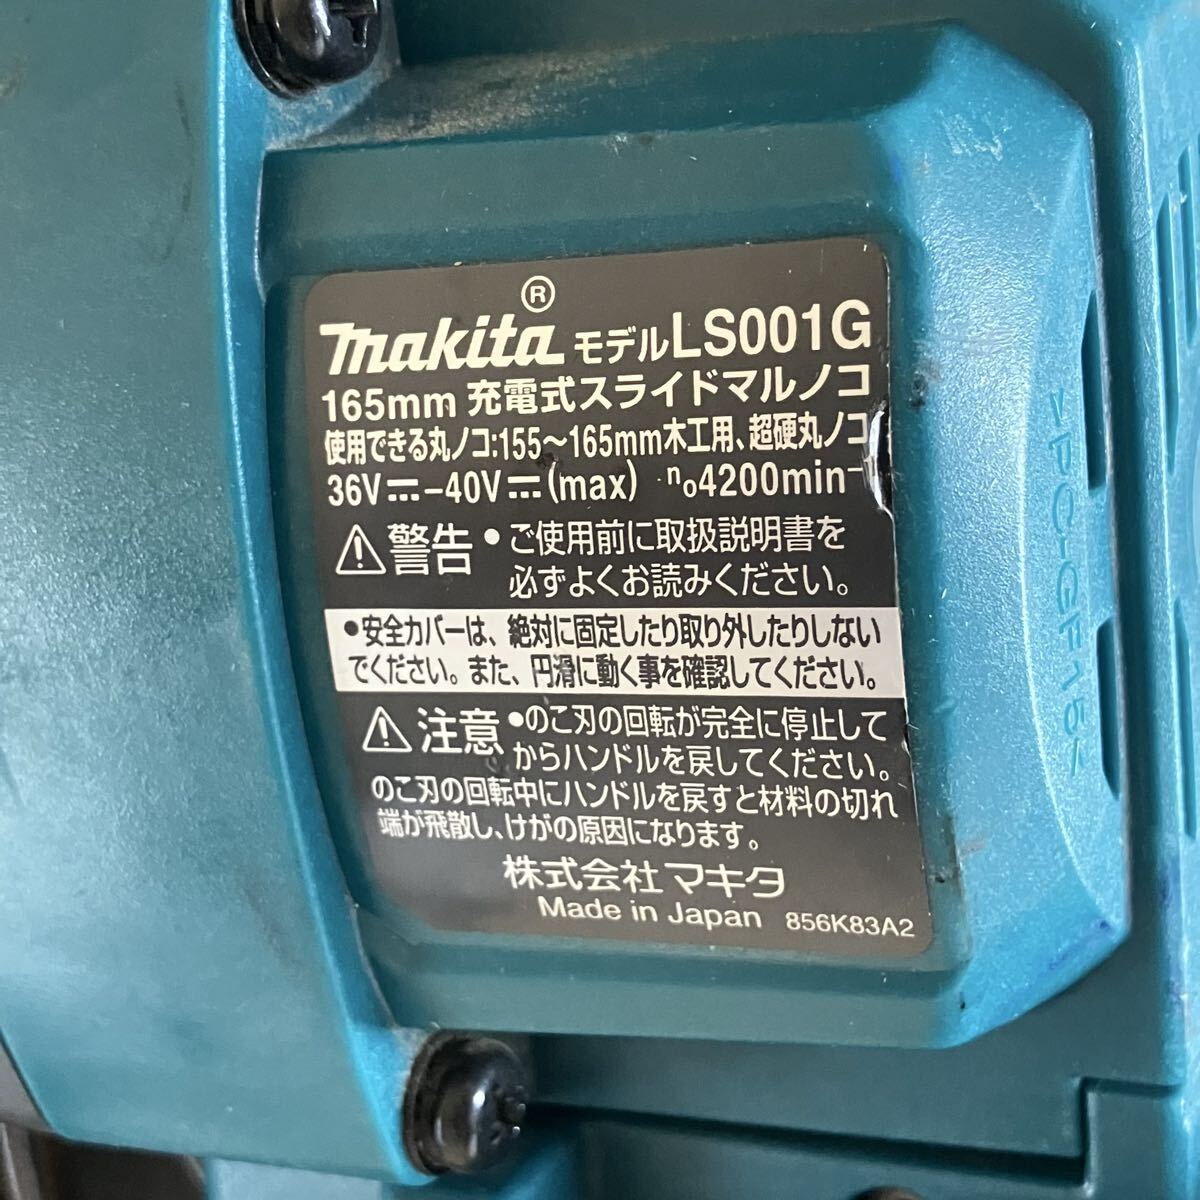 ®
makita モデルLS001G
165mm 充電式スライドマルノコ
使用できる丸ノコ:155～165mm木工用、超硬丸ノコ
36V⎓-40V⎓(max) n₀4200min⁻
⚠警告 •ご使用前に取扱説明書を
必ずよくお読みください。
•安全カバーは、絶対に固定したり取り外したりしない
でください。また、円滑に動く事を確認してください。
⚠注意 •のこ刃の回転が完全に停止して
からハンドルを戻してください。
のこ刃の回転中にハンドルを戻すと材料の切れ
端が飛散し、けがの原因になります。
株式会社マキタ
Made in Japan 856K83A2
>PC-GF15<